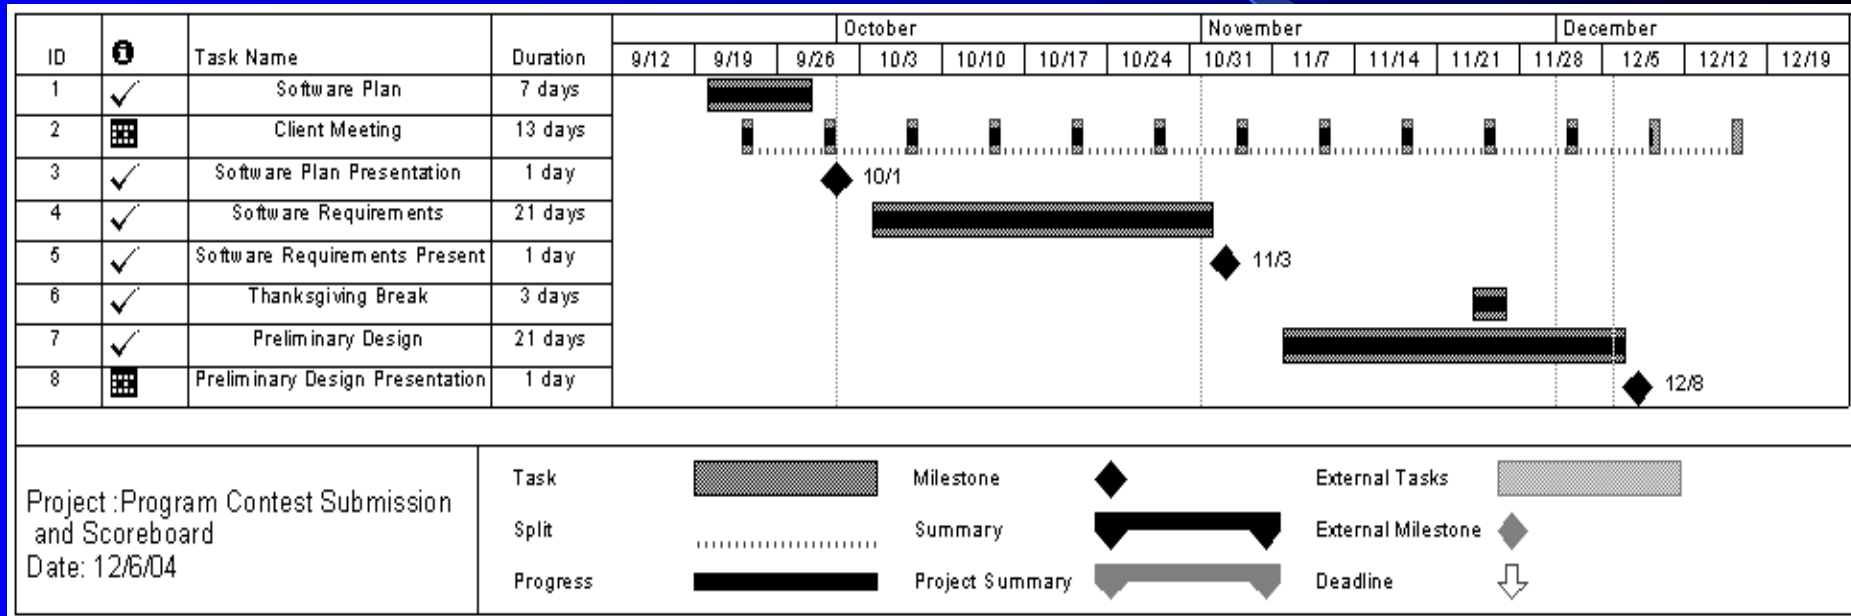 October November December
ID Task Name Duration 9/12 9/19 9/26 10/3 10/10 10/17 10/24 10/31 11/7 11/14 11/21 11/28 12/5 12/12 12/19
1 Software Plan 7 days
2 Client Meeting 13 days
3 Software Plan Presentation 1 day 10/1
4 Software Requirements 21 days
5 Software Requirements Present 1 day 11/3
6 Thanksgiving Break 3 days
7 Preliminary Design 21 days
8 Preliminary Design Presentation 1 day 12/8
Project :Program Contest Submission
and Scoreboard
Date: 12/6/04
Task Milestone External Tasks
Split Summary External Milestone
Progress Project Summary Deadline